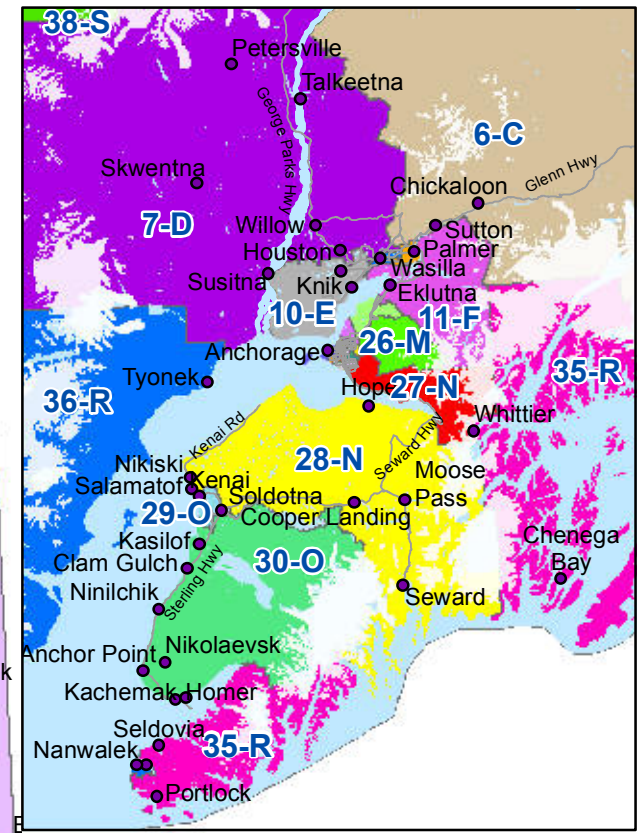 38-S
Petersville
Talkeetna
George Parks Hwy
6-C
Glenn Hwy
Skwentna
Chickaloon
7-D
Willow
Sutton
Houston
Palmer
Wasilla
Susitna
Knik
Eklutna
10-E
11-F
26-M
Anchorage
Tyonek
Hope
27-N
35-R
36-R
Whittier
Kenai Rd
Seward Hwy
28-N
Nikiski
Kenai
Salamatof
Moose
Pass
Soldotna
29-O
Cooper Landing
Kasilof
Chenega
Bay
30-O
Clam Gulch
Sterling Hwy
Ninilchik
Seward
Anchor Point
Nikolaevsk
k
Kachemak
Homer
Seldovia
35-R
Nanwalek
Portlock